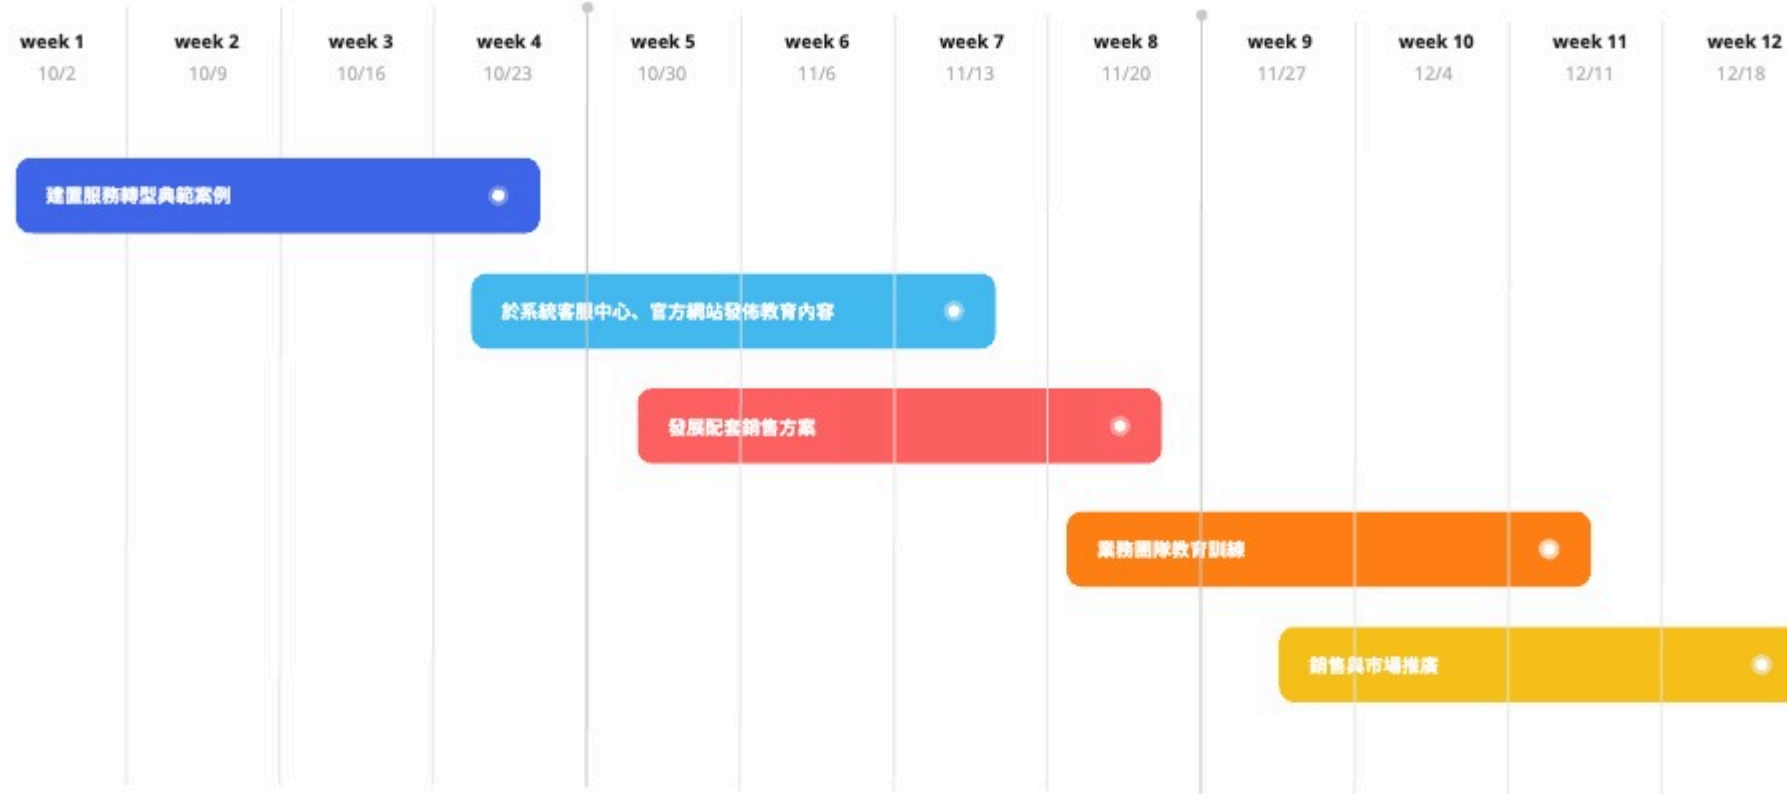 week 1
week 2
week 3
week 4
week 5
week 6
week 7
week 8
week 9
week 10
week 11
week 12
10/2
10/9
10/16
10/23
10/30
11/6
11/13
11/20
11/27
12/4
12/11
12/18
建置服務轉型典範案例
於系統客服中心、官方網站發佈教育內容
發展配套銷售方案
業務團隊教育訓練
銷售與市場推廣